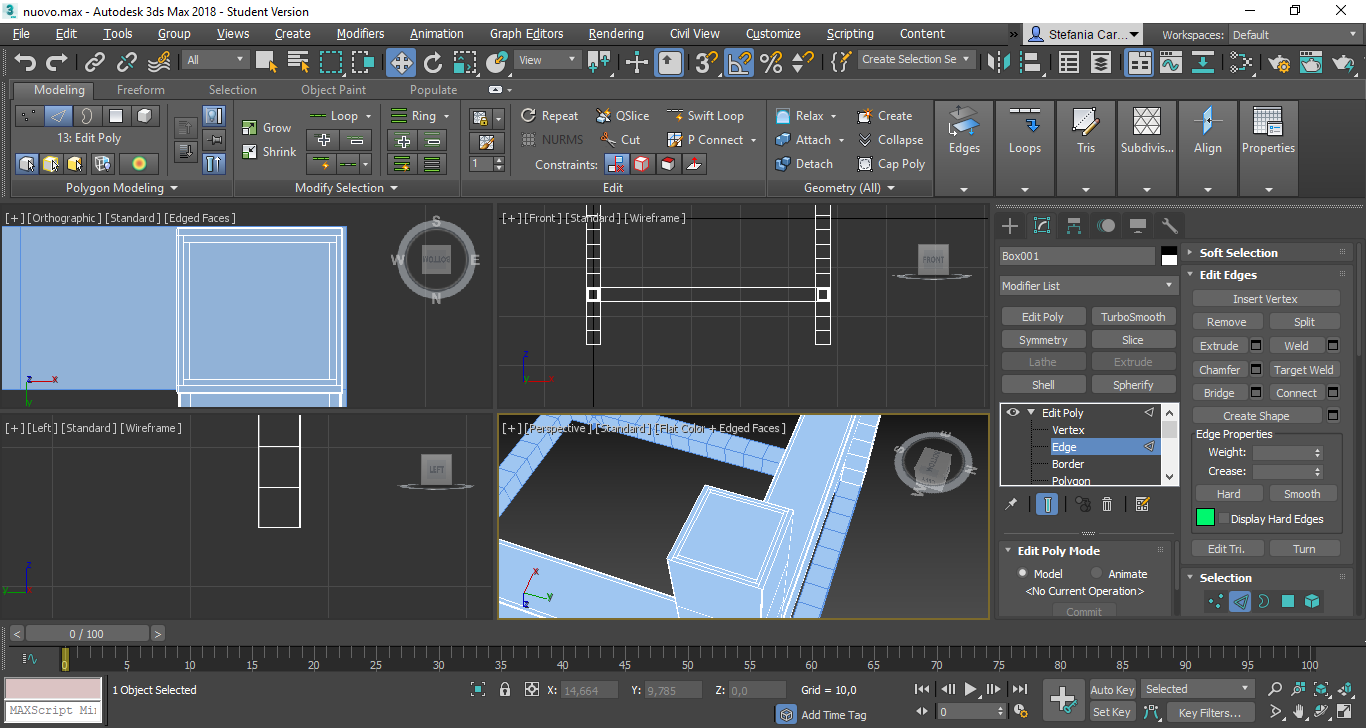 nuovo.max - Autodesk 3ds Max 2018 - Student Version
File Edit Tools Group Views Create Modifiers Animation Graph Editors Rendering Civil View Customize Scripting Content » Stefania Car... Workspaces: Default
All View Create Selection Se
Modeling Freeform Selection Object Paint Populate
Loop Ring Repeat QSlice Swift Loop Relax Create
13: Edit Poly Grow NURMS Cut P Connect Attach Collapse Edges Loops Tris Subdivis... Align Properties
Shrink 1 Constraints: Detach Cap Poly
Polygon Modeling Modify Selection Edit Geometry (All)
[+] [Orthographic] [Standard] [Edged Faces]
S W E N BOTTOM
z x y
[+] [Front] [Standard] [Wireframe]
FRONT
z y x
[+] [Left] [Standard] [Wireframe]
LEFT
z y
[+] [Perspective] [Standard] [Flat Color + Edged Faces]
E N W BOTTOM
x y z
Box001
Modifier List
Edit Poly TurboSmooth
Symmetry Slice
Lathe Extrude
Shell Spherify
Edit Poly
Vertex
Edge
Border
Polygon
Edit Poly Mode
Model Animate
<No Current Operation>
Commit
Soft Selection
Edit Edges
Insert Vertex
Remove Split
Extrude Weld
Chamfer Target Weld
Bridge Connect
Create Shape
Edge Properties
Weight:
Crease:
Hard Smooth
Display Hard Edges
Edit Tri. Turn
Selection
< 0 / 100 >
0 5 10 15 20 25 30 35 40 45 50 55 60 65 70 75 80 85 90 95 100
1 Object Selected X: 14,664 Y: 9,785 Z: 0,0 Grid = 10,0 Auto Key Selected
MAXScript Mi Add Time Tag 0 Set Key Key Filters...